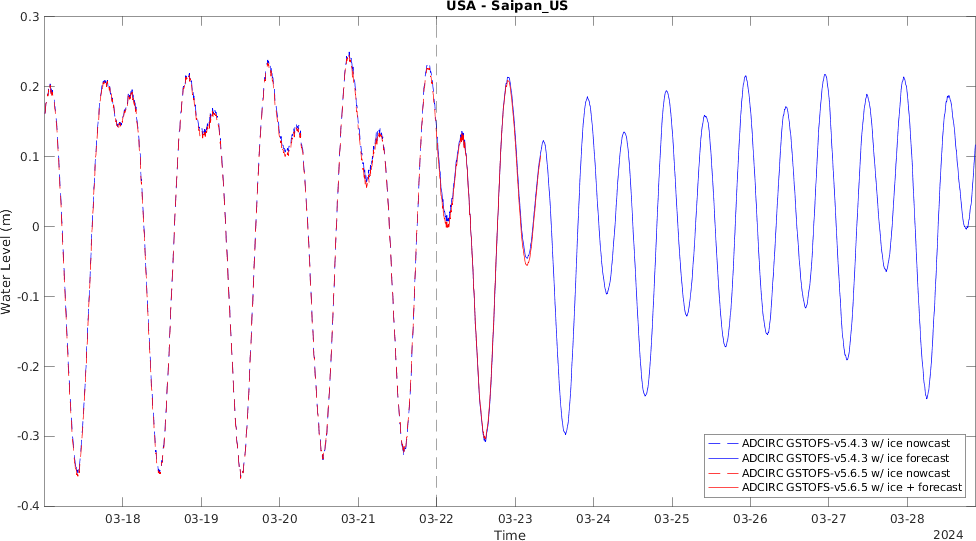 USA - Saipan_US
0.3
0.2
0.1
0
-0.1
-0.2
-0.3
-0.4
Water Level (m)
ADCIRC GSTOFS-v5.4.3 w/ ice nowcast
ADCIRC GSTOFS-v5.4.3 w/ ice forecast
ADCIRC GSTOFS-v5.6.5 w/ ice nowcast
ADCIRC GSTOFS-v5.6.5 w/ ice + forecast
03-18 03-19 03-20 03-21 03-22 03-23 03-24 03-25 03-26 03-27 03-28
Time
2024